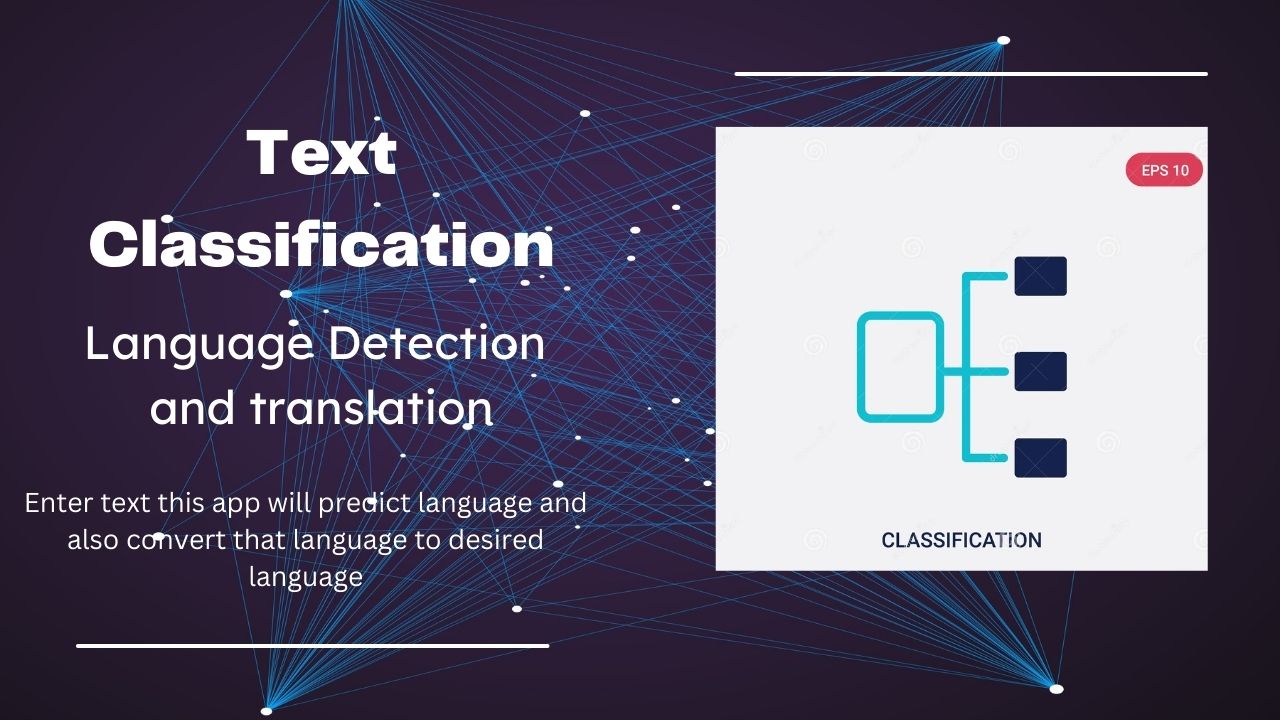 Text
Classification
Language Detection
and translation
Enter text this app will predict language and
also convert that language to desired
language
EPS 10
CLASSIFICATION